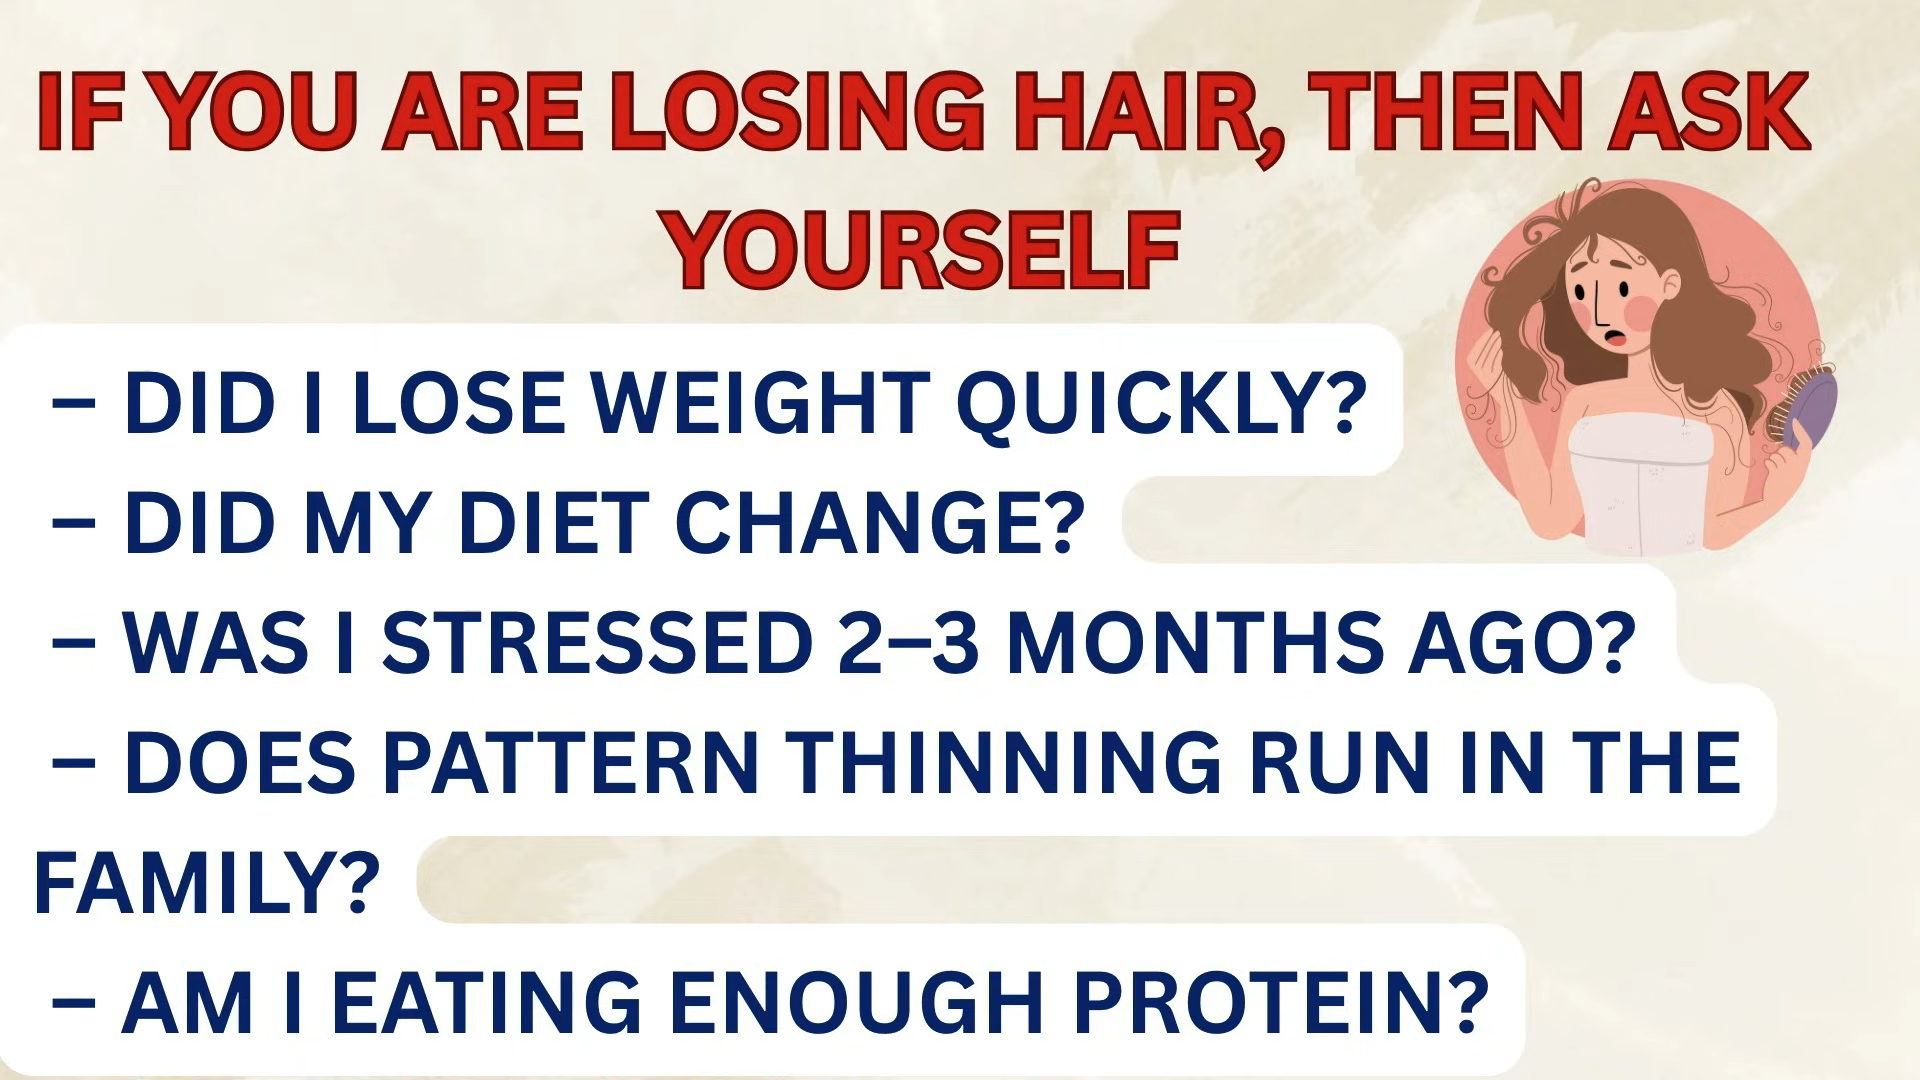 IF YOU ARE LOSING HAIR, THEN ASK
YOURSELF
– DID I LOSE WEIGHT QUICKLY?
– DID MY DIET CHANGE?
– WAS I STRESSED 2–3 MONTHS AGO?
– DOES PATTERN THINNING RUN IN THE
FAMILY?
– AM I EATING ENOUGH PROTEIN?